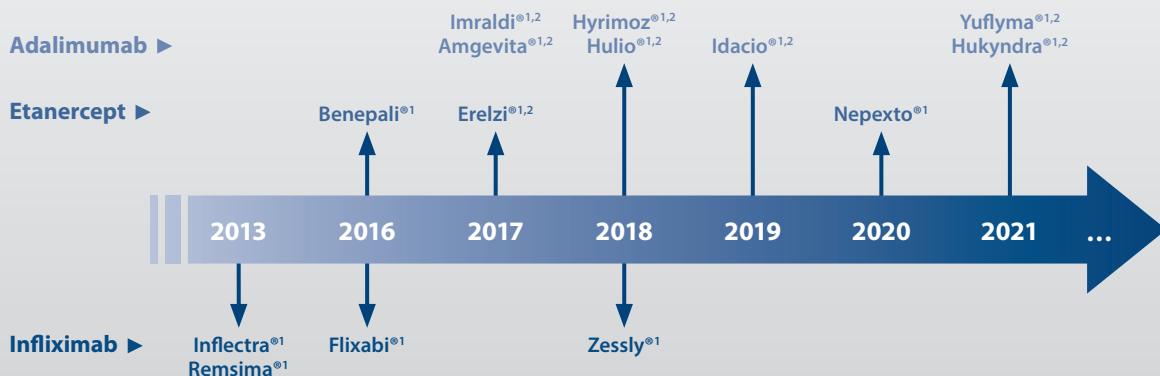 Imraldi®1,2 Hyrimoz®1,2 Yuflyma®1,2
Adalimumab ► Amgevita®1,2 Hulio®1,2 Idacio®1,2 Hukyndra®1,2
Etanercept ► Benepali®1 Erelzi®1,2 Nepexto®1
2013 2016 2017 2018 2019 2020 2021 ...
Infliximab ► Inflectra®1 Flixabi®1 Zessly®1
Remsima®1